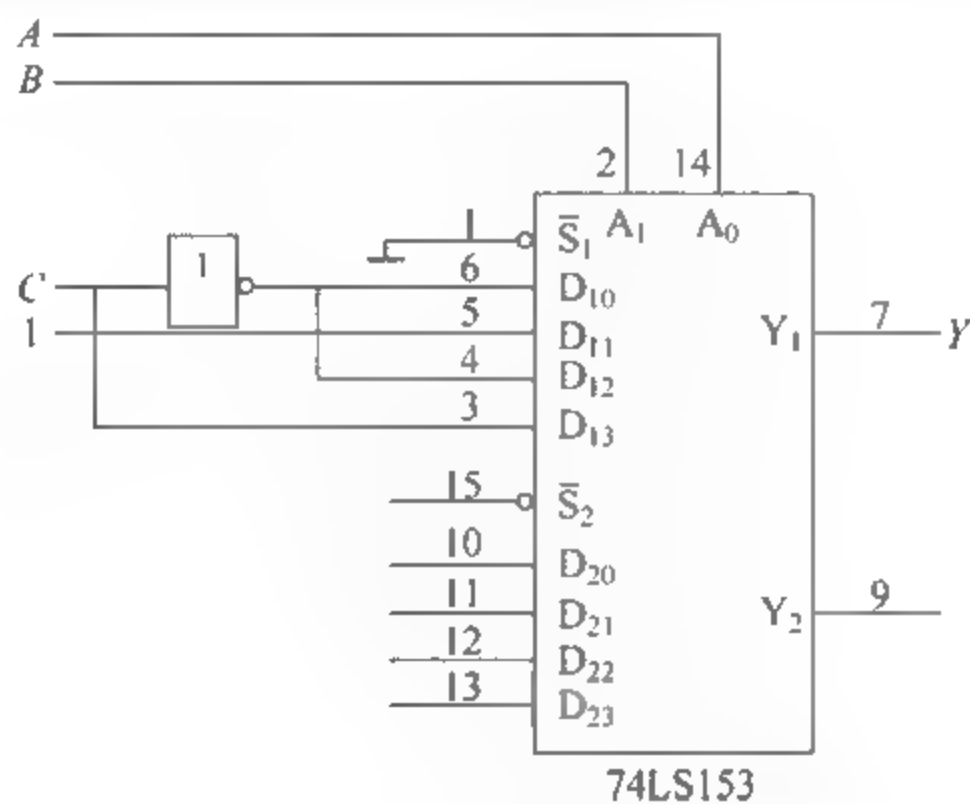 A
B
2 14
1 S̄₁ A₁ A₀
1
C 6 D₁₀
1 5 D₁₁ Y₁ 7 Y
4 D₁₂
3 D₁₃
15 S̄₂
10 D₂₀
11 D₂₁ Y₂ 9
12 D₂₂
13 D₂₃
74LS153